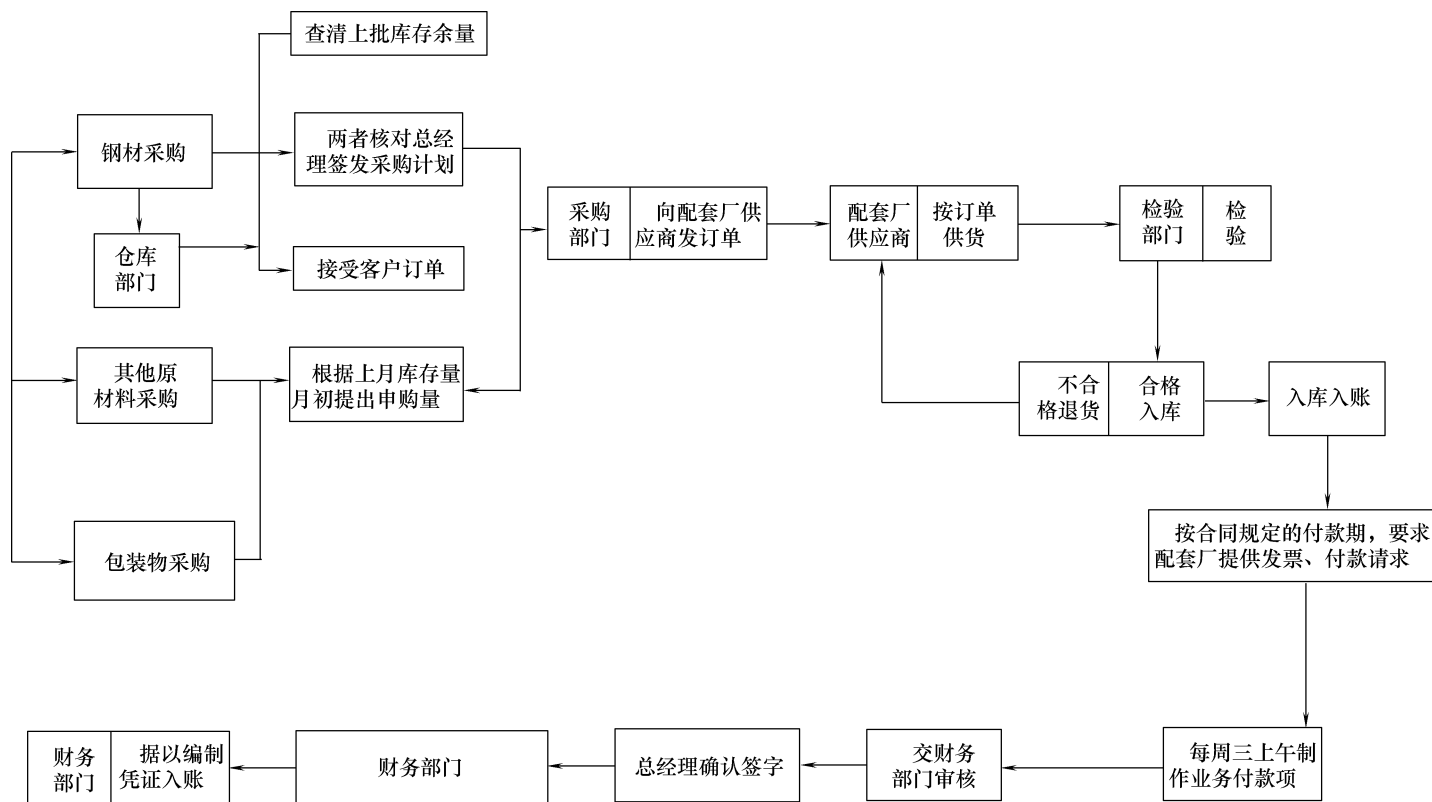 查清上批库存余量
钢材采购
两者核对总经
理签发采购计划
仓库
部门
接受客户订单
采购
部门
向配套厂供
应商发订单
配套厂
供应商
按订单
供货
检验
部门
检
验
其他原
材料采购
根据上月库存量
月初提出申购量
不合
格退货
合格
入库
入库入账
包装物采购
按合同规定的付款期，要求
配套厂提供发票、付款请求
每周三上午制
作业务付款项
交财务
部门审核
总经理确认签字
财务部门
财务
部门
据以编制
凭证入账